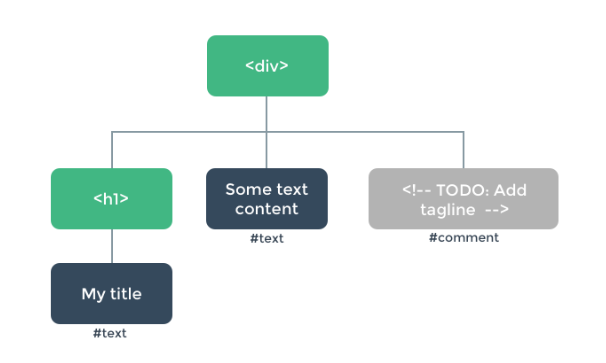 <div>
<h1>
Some text
content
<!-- TODO: Add
tagline -->
#text
#comment
My title
#text